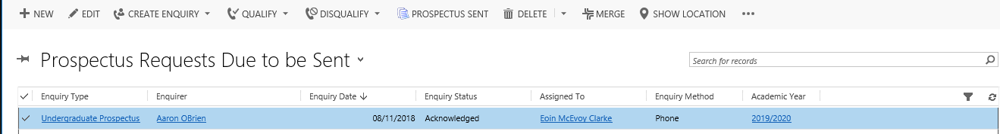 NEW EDIT CREATE ENQUIRY QUALIFY DISQUALIFY PROSPECTUS SENT DELETE MERGE SHOW LOCATION
Prospectus Requests Due to be Sent
Search for records
Enquiry Type Enquirer Enquiry Date Enquiry Status Assigned To Enquiry Method Academic Year
Undergraduate Prospectus Aaron OBrien 08/11/2018 Acknowledged Eoin McEvoy Clarke Phone 2019/2020